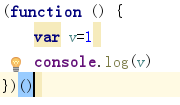 (function () {
var v=1
console.log(v)
})()